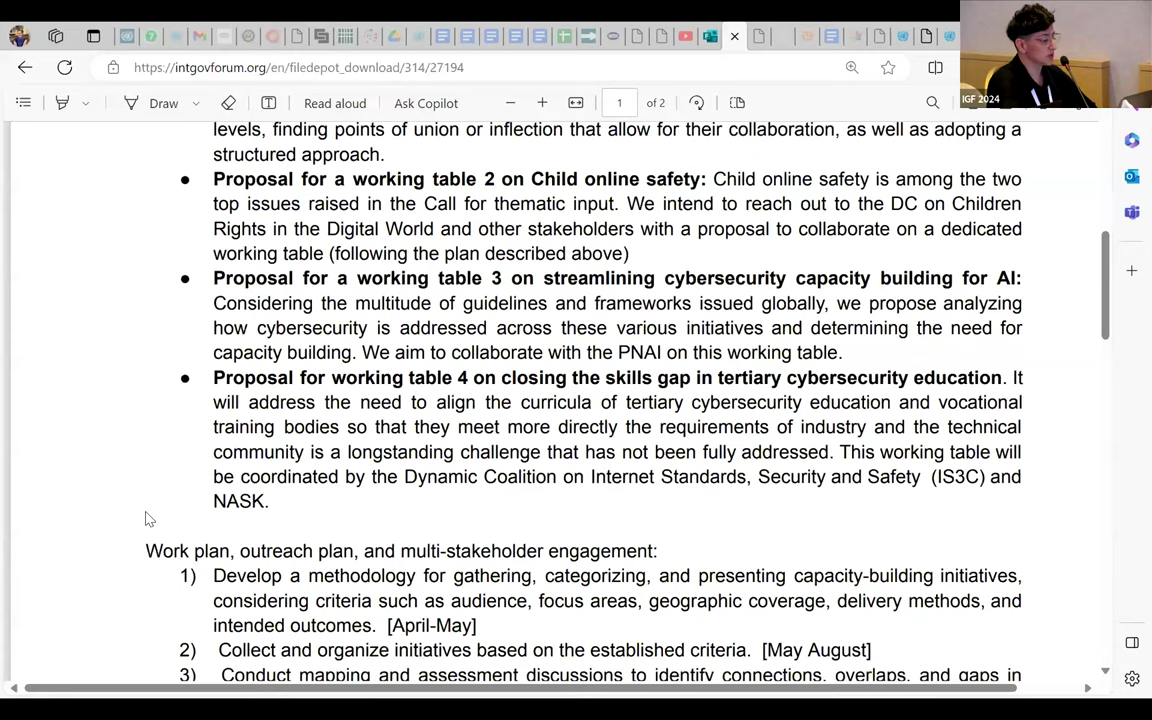 https://intgovforum.org/en/filedepot_download/314/27194
IGF 2024
Draw
Read aloud
Ask Copilot
1
of 2
levels, finding points of union or inflection that allow for their collaboration, as well as adopting a
structured approach.
● Proposal for a working table 2 on Child online safety: Child online safety is among the two
top issues raised in the Call for thematic input. We intend to reach out to the DC on Children
Rights in the Digital World and other stakeholders with a proposal to collaborate on a dedicated
working table (following the plan described above)
● Proposal for a working table 3 on streamlining cybersecurity capacity building for AI:
Considering the multitude of guidelines and frameworks issued globally, we propose analyzing
how cybersecurity is addressed across these various initiatives and determining the need for
capacity building. We aim to collaborate with the PNAI on this working table.
● Proposal for working table 4 on closing the skills gap in tertiary cybersecurity education. It
will address the need to align the curricula of tertiary cybersecurity education and vocational
training bodies so that they meet more directly the requirements of industry and the technical
community is a longstanding challenge that has not been fully addressed. This working table will
be coordinated by the Dynamic Coalition on Internet Standards, Security and Safety (IS3C) and
NASK.
Work plan, outreach plan, and multi-stakeholder engagement:
1) Develop a methodology for gathering, categorizing, and presenting capacity-building initiatives,
considering criteria such as audience, focus areas, geographic coverage, delivery methods, and
intended outcomes. [April-May]
2) Collect and organize initiatives based on the established criteria. [May August]
3) Conduct mapping and assessment discussions to identify connections, overlaps, and gaps in